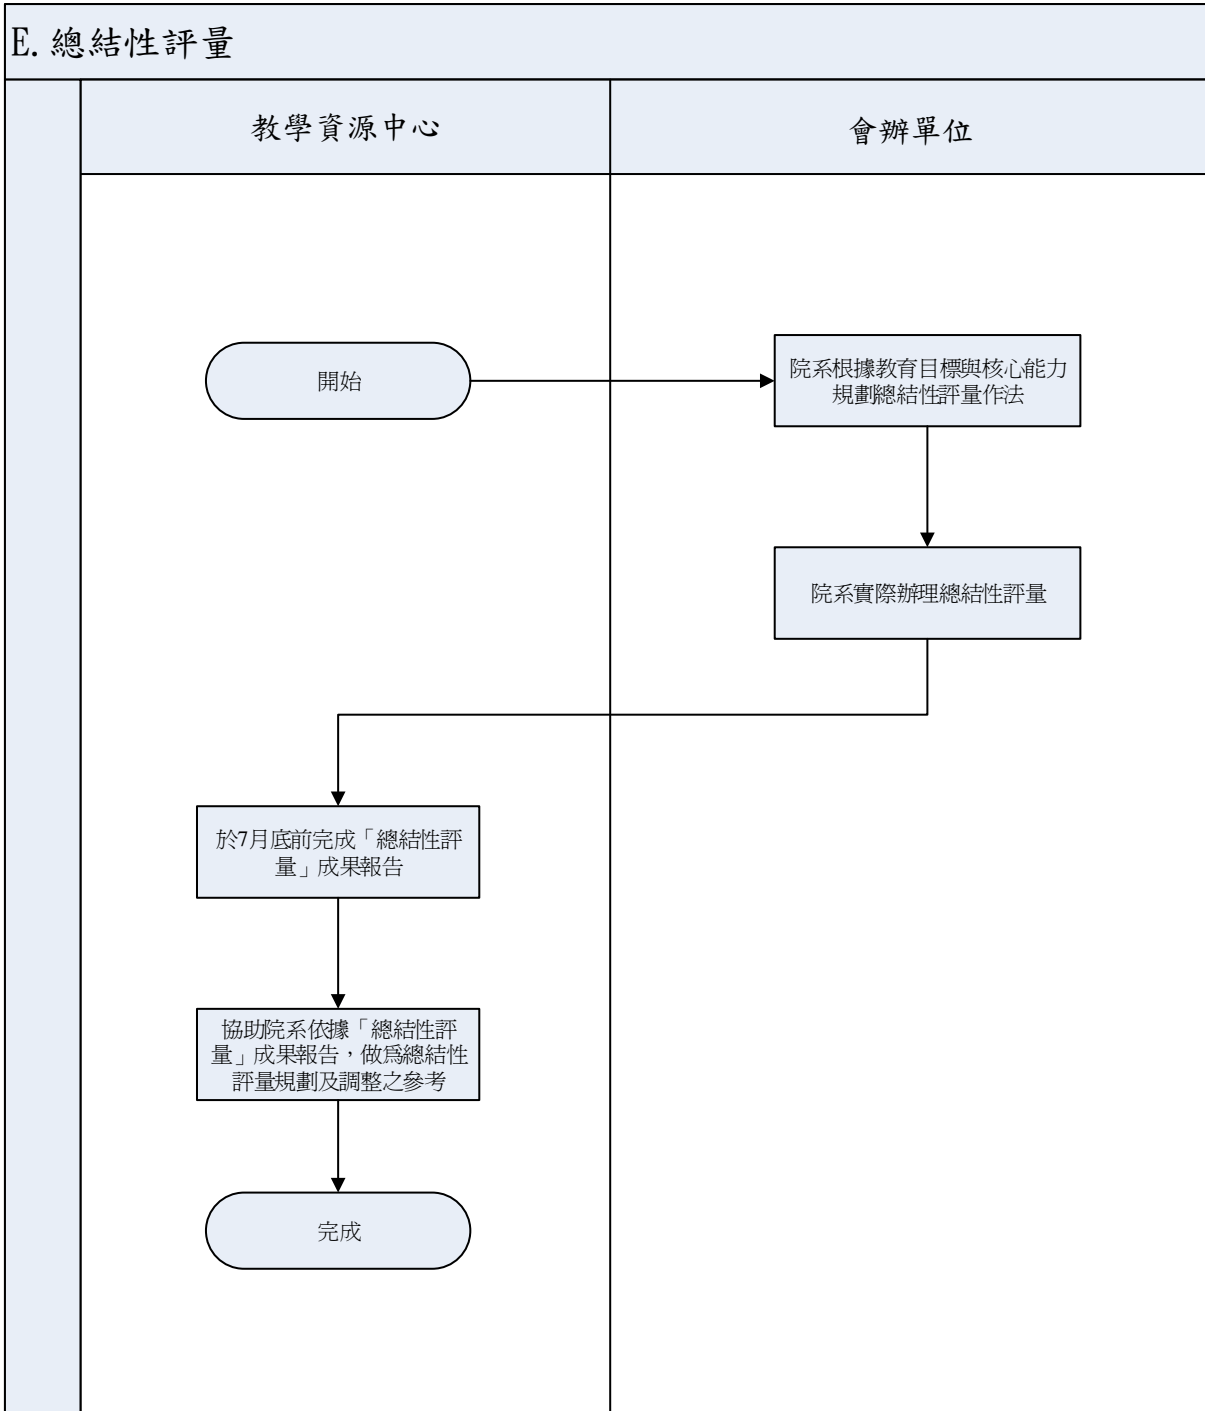 E. 總結性評量
教學資源中心
會辦單位
開始
院系根據教育目標與核心能力
規劃總結性評量作法
院系實際辦理總結性評量
於7月底前完成「總結性評
量」成果報告
協助院系依據「總結性評
量」成果報告，做為總結性
評量規劃及調整之參考
完成